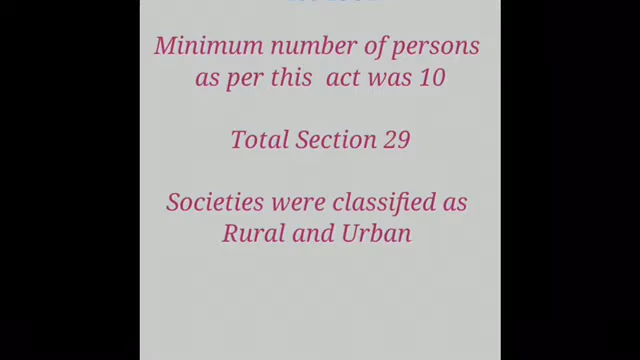 Minimum number of persons
as per this act was 10
Total Section 29
Societies were classified as
Rural and Urban